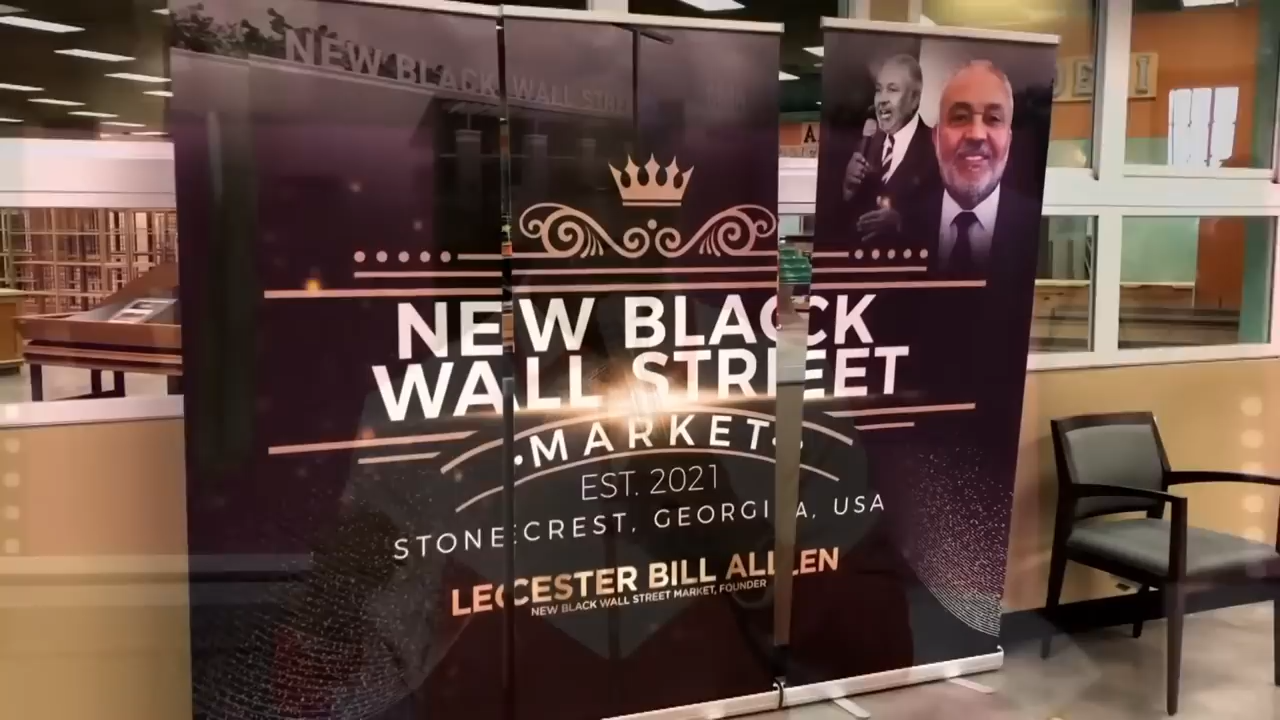 NEW BLACK WALL STREET
NEW BLACK
WALL STREET
•MARKET•
EST. 2021
STONECREST, GEORGIA, USA
LECESTER BILL ALLEN
NEW BLACK WALL STREET MARKET, FOUNDER